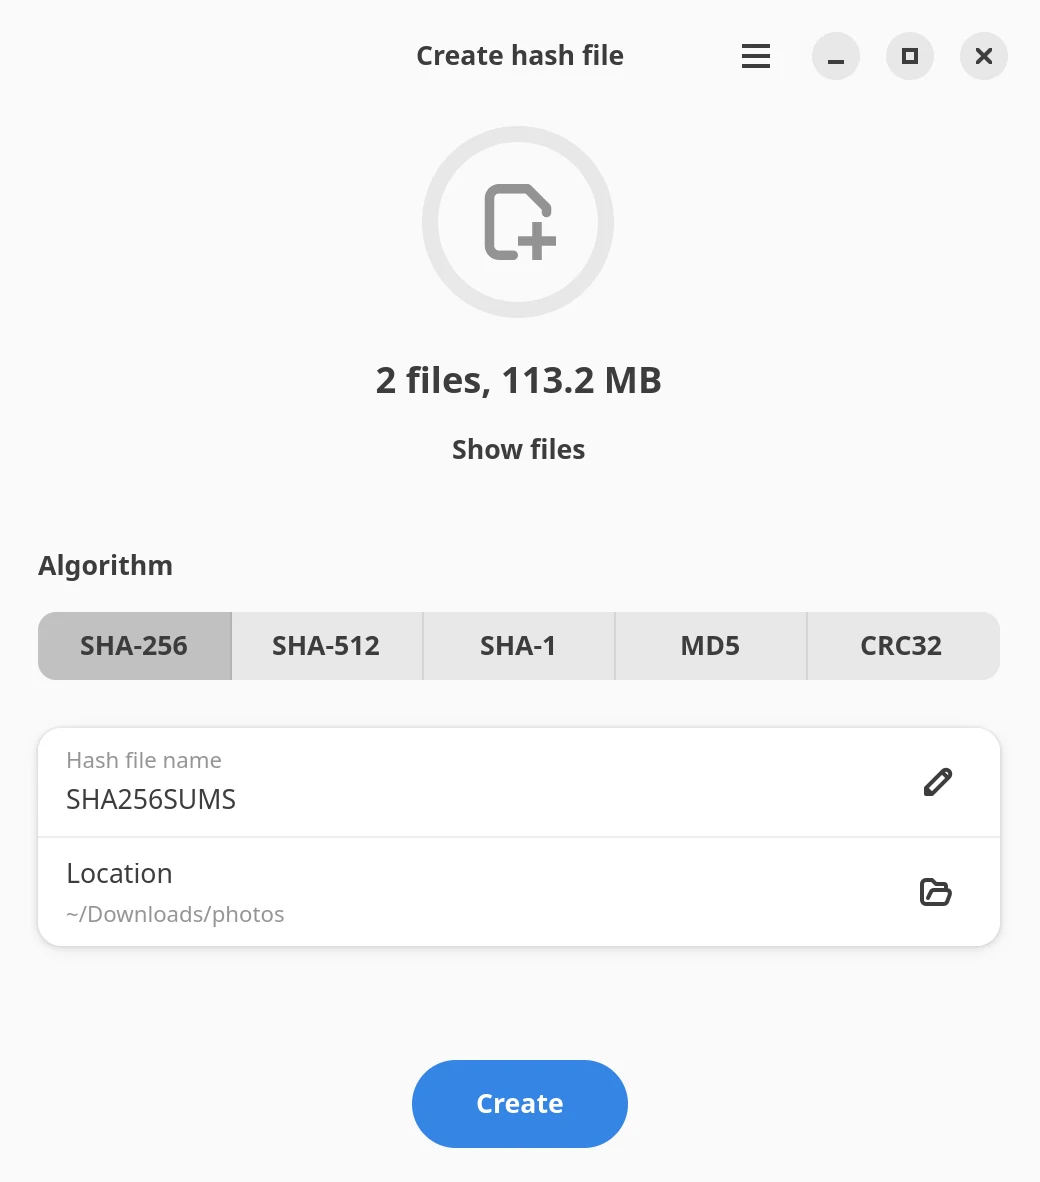 Create hash file
2 files, 113.2 MB
Show files
Algorithm
SHA-256 SHA-512 SHA-1 MD5 CRC32
Hash file name
SHA256SUMS
Location
~/Downloads/photos
Create